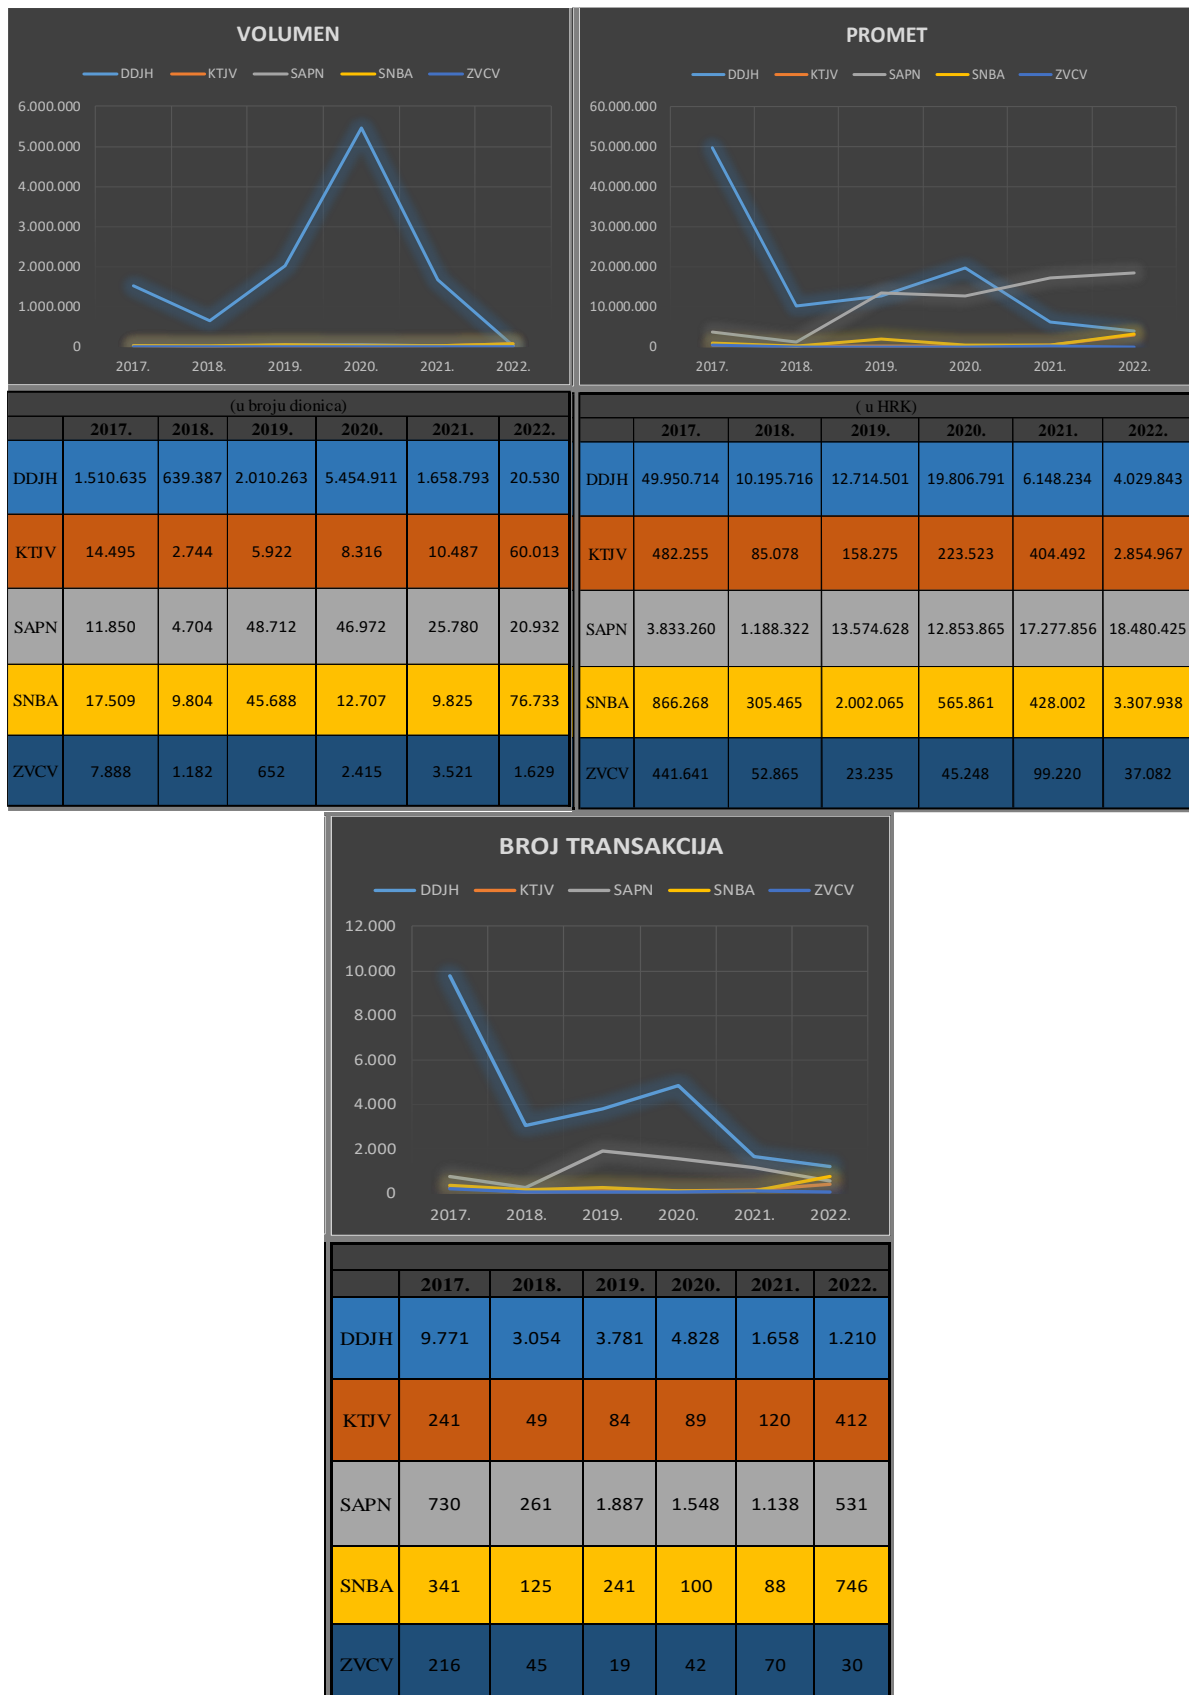 VOLUMEN
DDJH KTJV SAPN SNBA ZVCV
6.000.000
5.000.000
4.000.000
3.000.000
2.000.000
1.000.000
0
2017. 2018. 2019. 2020. 2021. 2022.
(u broju dionica)
2017. 2018. 2019. 2020. 2021. 2022.
DDJH 1.510.635 639.387 2.010.263 5.454.911 1.658.793 20.530
KTJV 14.495 2.744 5.922 8.316 10.487 60.013
SAPN 11.850 4.704 48.712 46.972 25.780 20.932
SNBA 17.509 9.804 45.688 12.707 9.825 76.733
ZVCV 7.888 1.182 652 2.415 3.521 1.629
PROMET
DDJH KTJV SAPN SNBA ZVCV
60.000.000
50.000.000
40.000.000
30.000.000
20.000.000
10.000.000
0
2017. 2018. 2019. 2020. 2021. 2022.
( u HRK)
2017. 2018. 2019. 2020. 2021. 2022.
DDJH 49.950.714 10.195.716 12.714.501 19.806.791 6.148.234 4.029.843
KTJV 482.255 85.078 158.275 223.523 404.492 2.854.967
SAPN 3.833.260 1.188.322 13.574.628 12.853.865 17.277.856 18.480.425
SNBA 866.268 305.465 2.002.065 565.861 428.002 3.307.938
ZVCV 441.641 52.865 23.235 45.248 99.220 37.082
BROJ TRANSAKCIJA
DDJH KTJV SAPN SNBA ZVCV
12.000
10.000
8.000
6.000
4.000
2.000
0
2017. 2018. 2019. 2020. 2021. 2022.
2017. 2018. 2019. 2020. 2021. 2022.
DDJH 9.771 3.054 3.781 4.828 1.658 1.210
KTJV 241 49 84 89 120 412
SAPN 730 261 1.887 1.548 1.138 531
SNBA 341 125 241 100 88 746
ZVCV 216 45 19 42 70 30